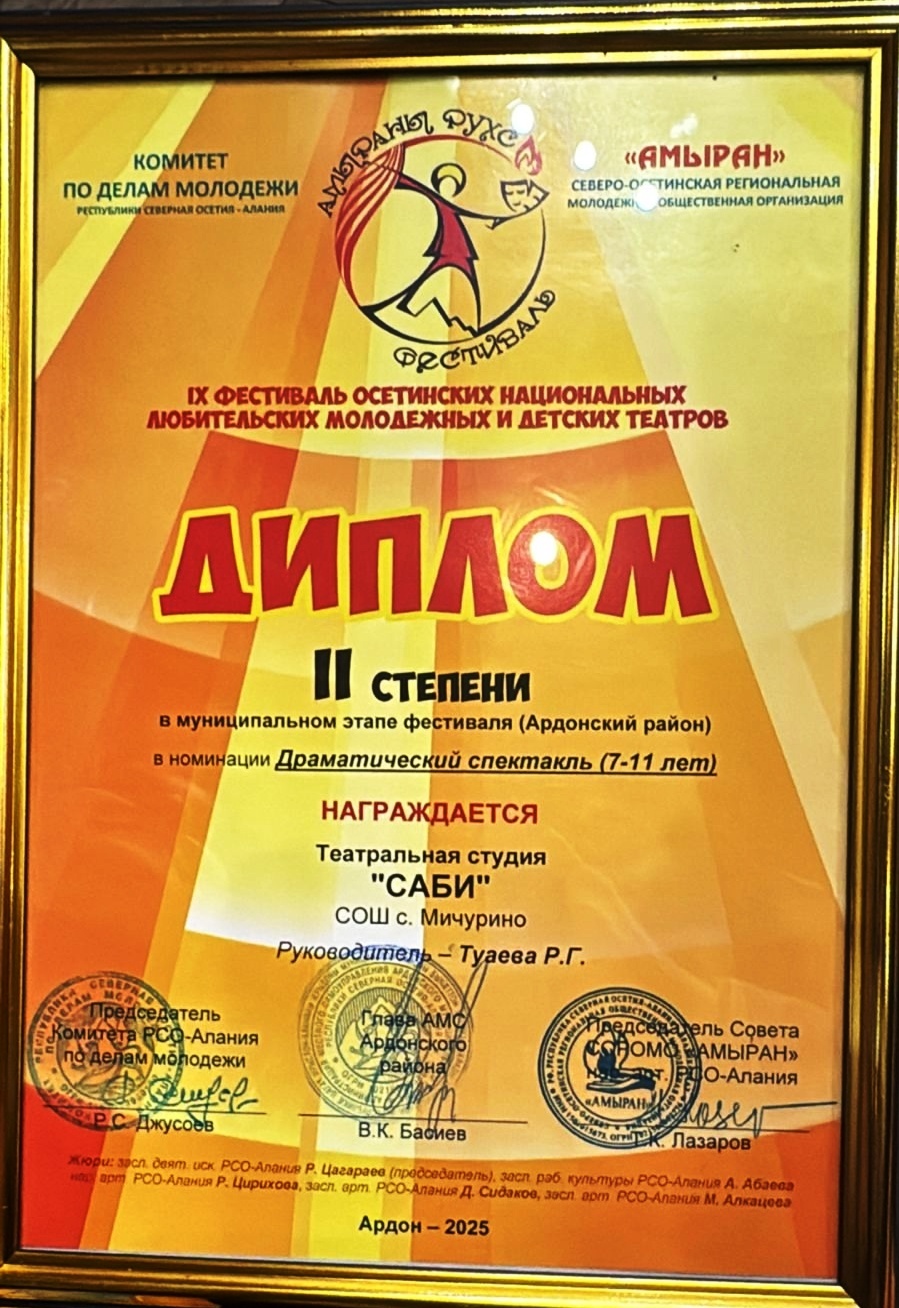 АМЫРАНЫ РУХС
ФЕСТИВАЛЬ
КОМИТЕТ
ПО ДЕЛАМ МОЛОДЕЖИ
РЕСПУБЛИКИ СЕВЕРНАЯ ОСЕТИЯ - АЛАНИЯ
«АМЫРАН»
СЕВЕРО-ОСЕТИНСКАЯ РЕГИОНАЛЬНАЯ
МОЛОДЕЖНАЯ ОБЩЕСТВЕННАЯ ОРГАНИЗАЦИЯ
IX ФЕСТИВАЛЬ ОСЕТИНСКИХ НАЦИОНАЛЬНЫХ
ЛЮБИТЕЛЬСКИХ МОЛОДЕЖНЫХ И ДЕТСКИХ ТЕАТРОВ
ДИПЛОМ
II СТЕПЕНИ
в муниципальном этапе фестиваля (Ардонский район)
в номинации Драматический спектакль (7-11 лет)
НАГРАЖДАЕТСЯ
Театральная студия
"САБИ"
СОШ с. Мичурино
Руководитель – Туаева Р.Г.
Председатель
Комитета РСО-Алания
по делам молодежи
Р.С. Джусоев
Глава АМС
Ардонского
района
В.К. Басиев
Председатель Совета
«АМЫРАН»
РСО-Алания
Г.К. Лазаров
«АМЫРАН»
Жюри: засл. деят. иск. РСО-Алания Р. Цагараев (председатель), засл. раб. культуры РСО-Алания А. Абаева
нар. арт. РСО-Алания Р. Цирихова, засл. арт. РСО-Алания Д. Сидаков, засл. арт. РСО-Алания М. Алкацева
Ардон – 2025